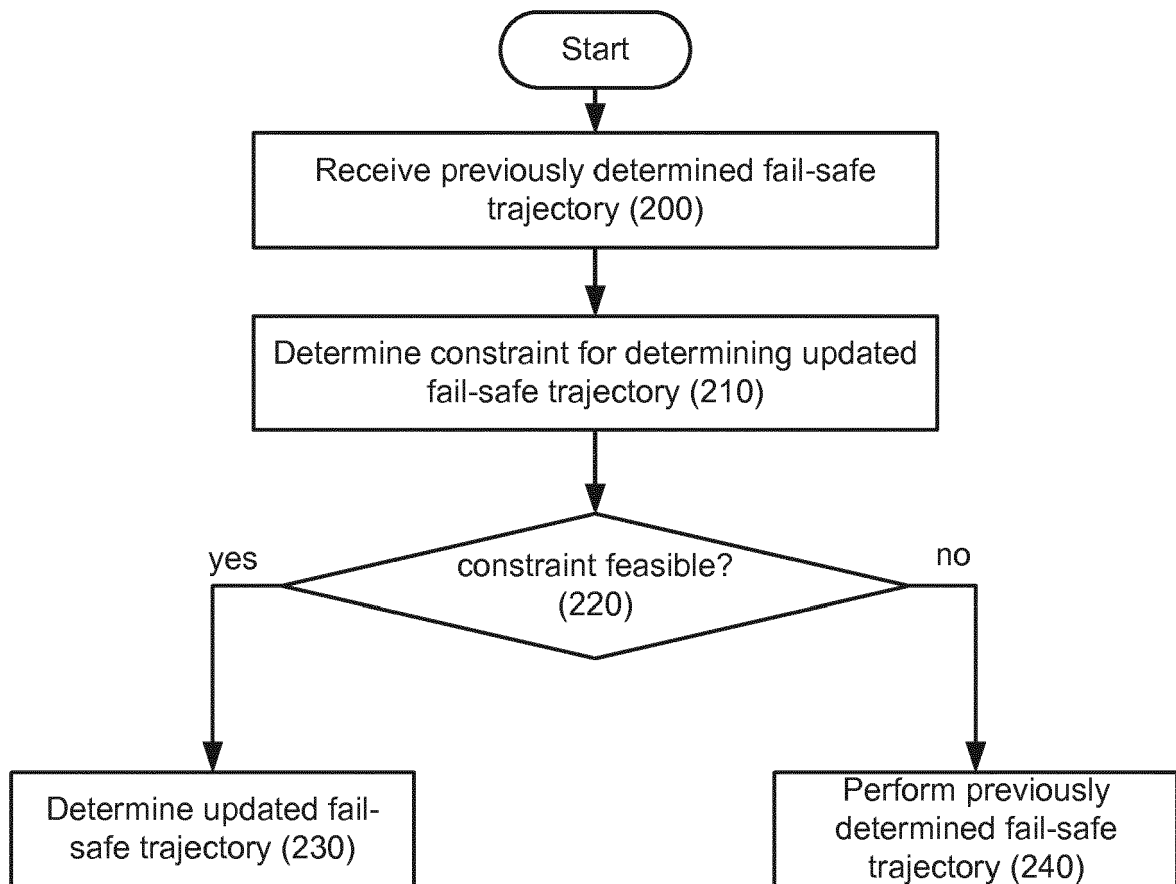 Start
Receive previously determined fail-safe
trajectory (200)
Determine constraint for determining updated
fail-safe trajectory (210)
yes
constraint feasible?
(220)
no
Determine updated fail-
safe trajectory (230)
Perform previously
determined fail-safe
trajectory (240)